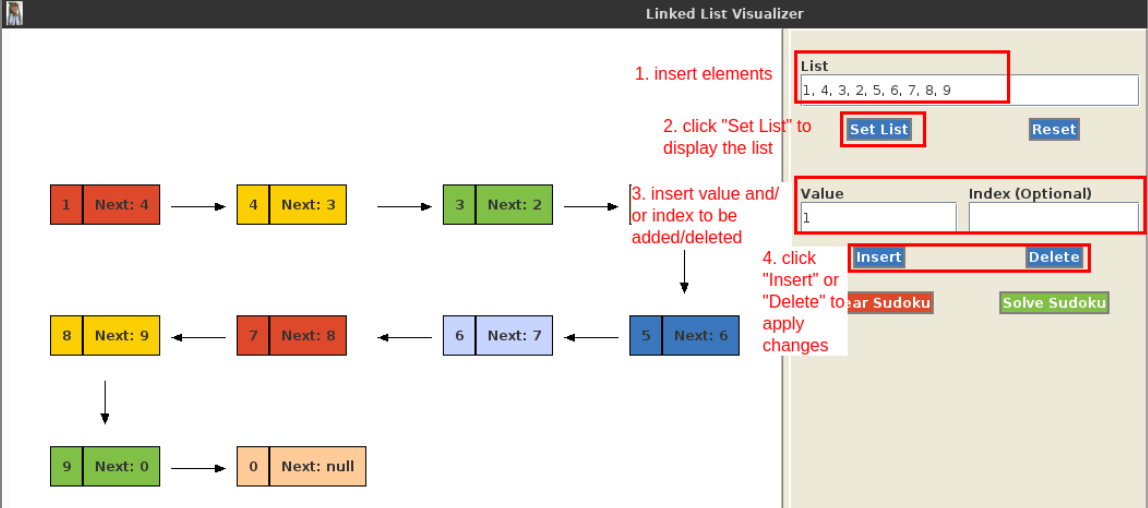 Linked List Visualizer
1. insert elements
List
1, 4, 3, 2, 5, 6, 7, 8, 9
2. click "Set List" to
display the list
Set List
Reset
1 Next: 4
4 Next: 3
3 Next: 2
3. insert value and/
or index to be
added/deleted
Value
Index (Optional)
1
4. click
"Insert" or
"Delete" to
apply
changes
Insert
Delete
ear Sudoku
Solve Sudoku
8 Next: 9
7 Next: 8
6 Next: 7
5 Next: 6
9 Next: 0
0 Next: null